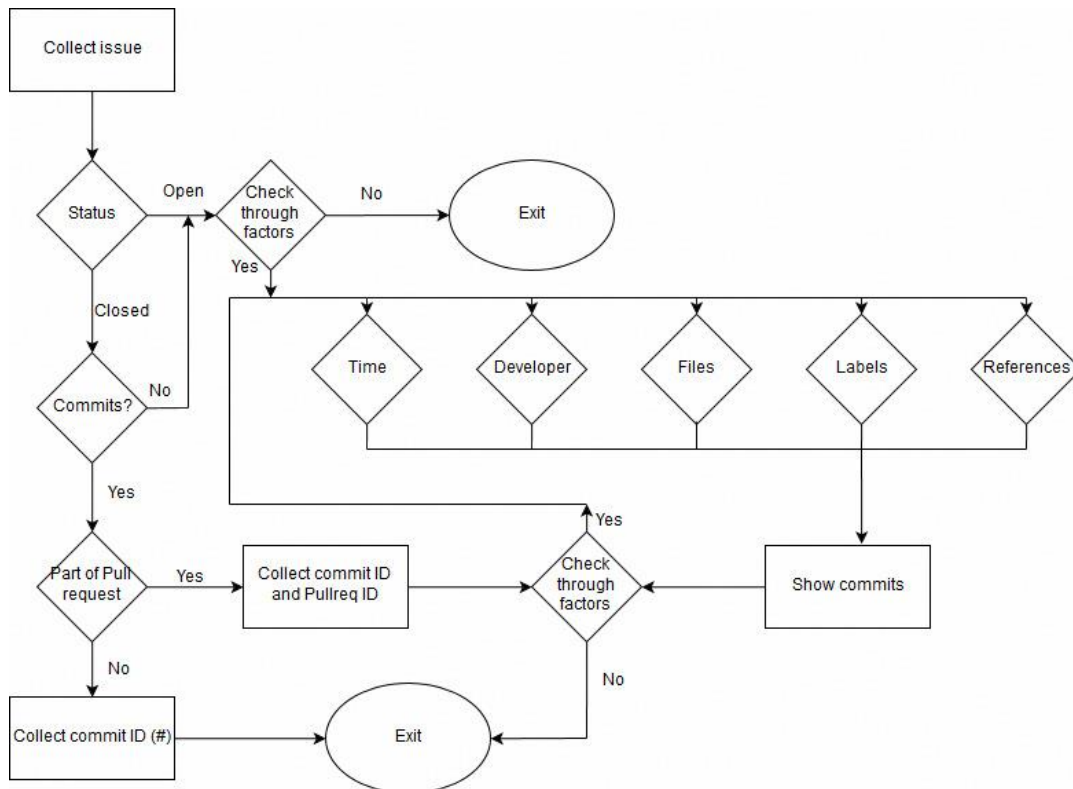 Collect issue
Status
Open
Check
through
factors
No
Exit
Yes
Closed
Time
Developer
Files
Labels
References
Commits?
No
Yes
Yes
Part of Pull
request
Yes
Collect commit ID
and Pullreq ID
Check
through
factors
Show commits
No
No
Collect commit ID (#)
Exit